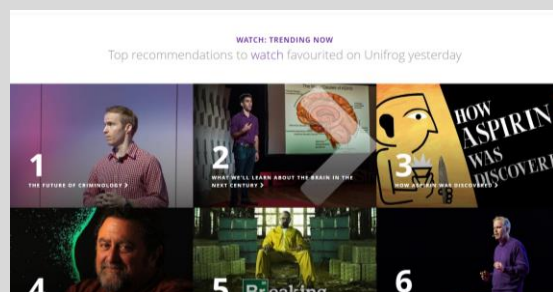 WATCH: TRENDING NOW
Top recommendations to watch favourited on Unifrog yesterday
1
THE FUTURE OF CRIMINOLOGY >
2
WHAT WE'LL LEARN ABOUT THE BRAIN IN THE
NEXT CENTURY >
HOW
ASPIRIN
WAS
DISCOVERED
3
HOW ASPIRIN WAS DISCOVERED >
4
5
Breaking
6